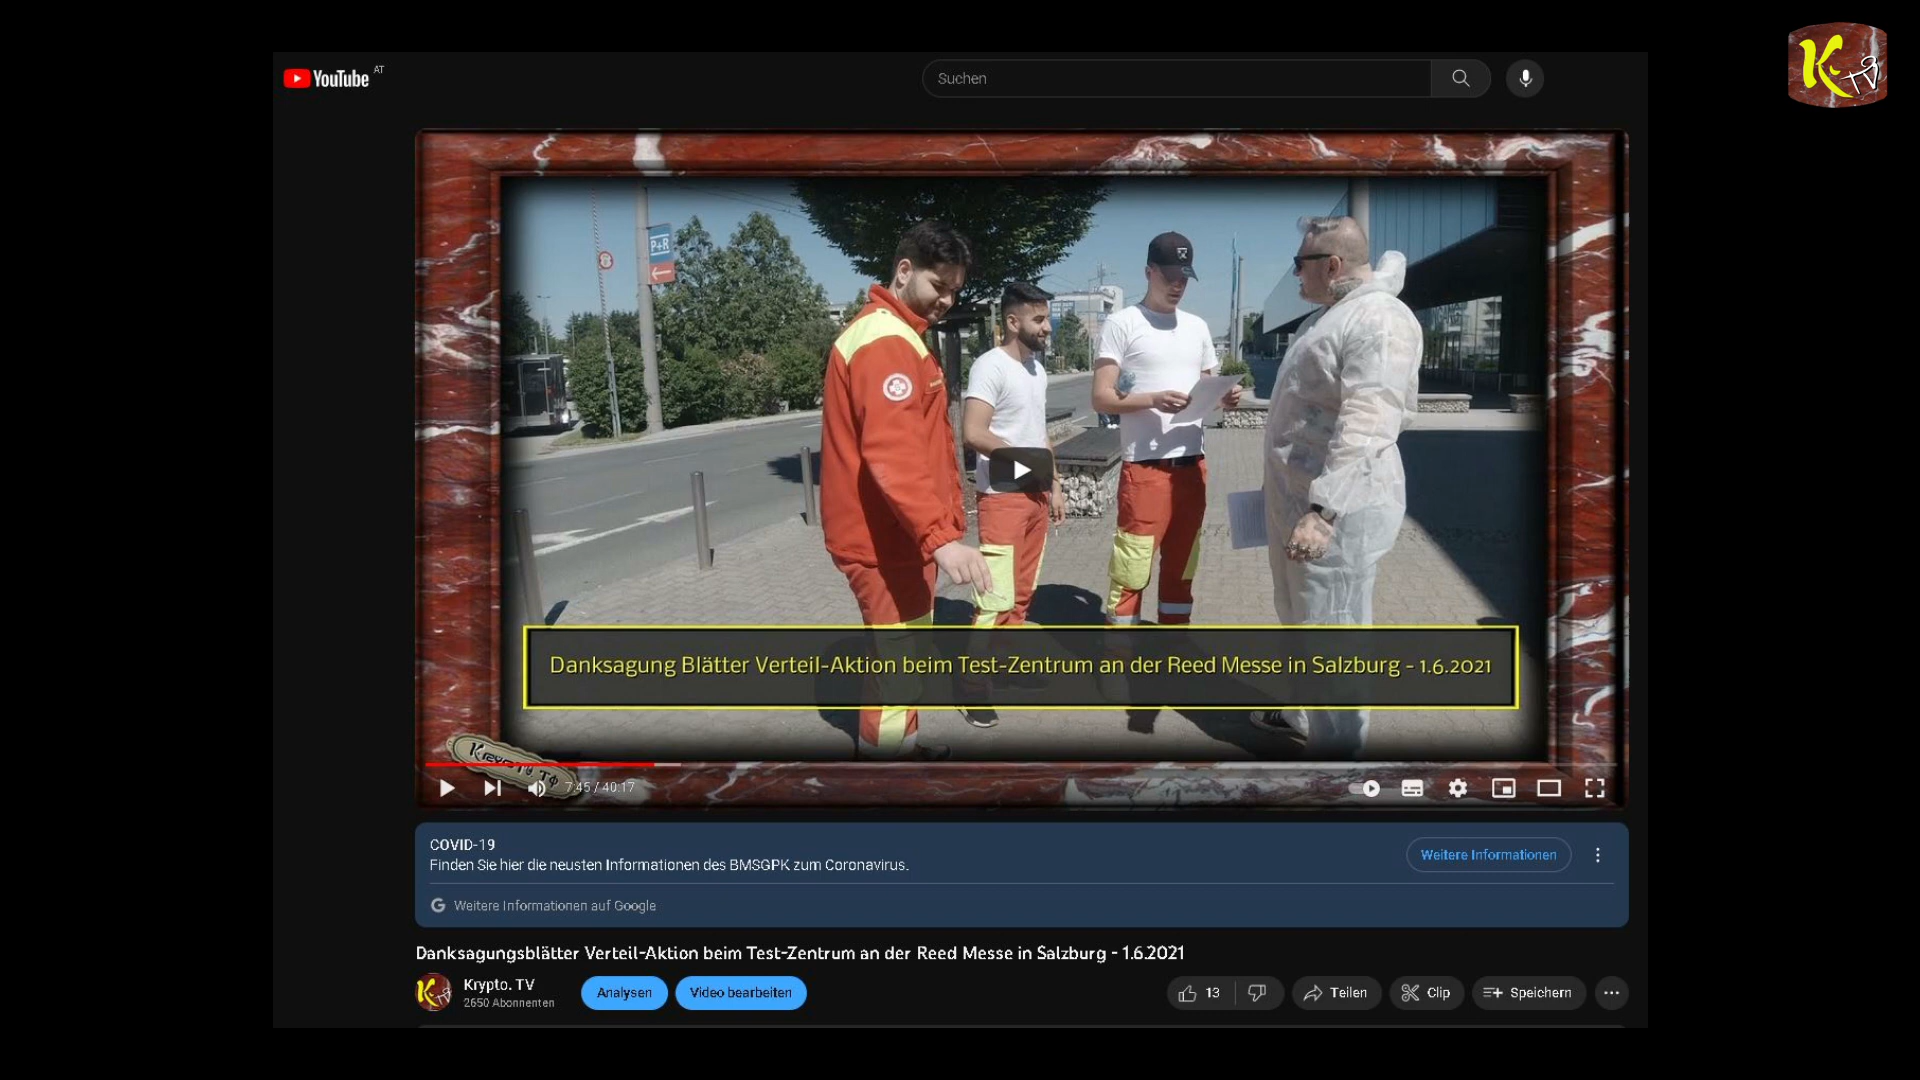 YouTube AT
Suchen
K TV
P+R
Danksagung Blätter Verteil-Aktion beim Test-Zentrum an der Reed Messe in Salzburg - 1.6.2021
7:45 / 40:17
COVID-19
Finden Sie hier die neusten Informationen des BMSGPK zum Coronavirus.
Weitere Informationen
G Weitere Informationen auf Google
Danksagungsblätter Verteil-Aktion beim Test-Zentrum an der Reed Messe in Salzburg - 1.6.2021
Krypto. TV
2650 Abonnenten
Analysen
Video bearbeiten
13
Teilen
Clip
Speichern